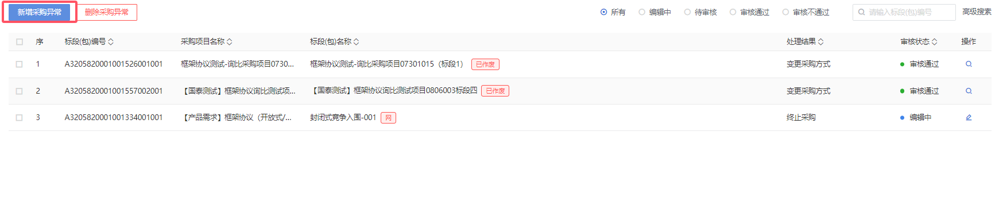 新增采购异常 删除采购异常 所有 编辑中 待审核 审核通过 审核不通过 请输入标段(包)编号 高级搜索
序 标段(包)编号 采购项目名称 标段(包)名称 处理结果 审核状态 操作
1 A3205820001001526001001 框架协议测试-询比采购项目0730... 框架协议测试-询比采购项目07301015（标段1） 已作废 变更采购方式 审核通过
2 A3205820001001557002001 【国泰测试】框架协议询比测试项... 【国泰测试】框架协议询比测试项目0806003标段四 已作废 变更采购方式 审核通过
3 A3205820001001334001001 【产品需求】框架协议（开放式/... 封闭式竞争入围-001 网 终止采购 编辑中